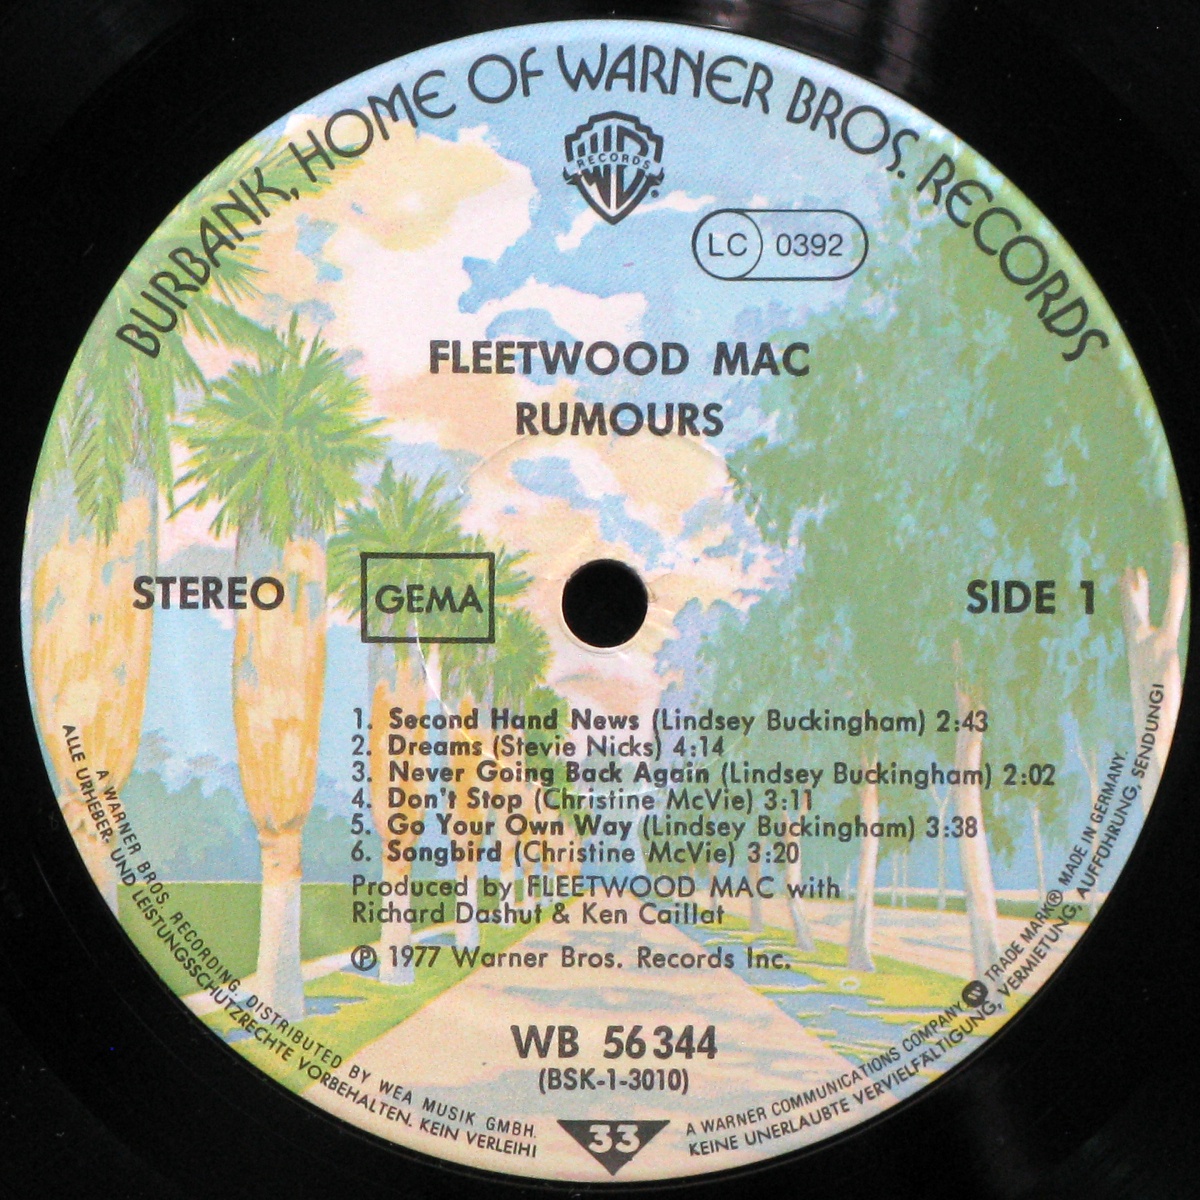 BURBANK, HOME OF WARNER BROS. RECORDS
WB
RECORDS
®
LC 0392
FLEETWOOD MAC
RUMOURS
STEREO
GEMA
SIDE 1
1. Second Hand News (Lindsey Buckingham) 2:43
2. Dreams (Stevie Nicks) 4:14
3. Never Going Back Again (Lindsey Buckingham) 2:02
4. Don't Stop (Christine McVie) 3:11
5. Go Your Own Way (Lindsey Buckingham) 3:38
6. Songbird (Christine McVie) 3:20
Produced by FLEETWOOD MAC with
Richard Dashut & Ken Caillat
℗ 1977 Warner Bros. Records Inc.
WB 56 344
(BSK-1-3010)
33
A WARNER BROS. RECORDING. DISTRIBUTED BY WEA MUSIK GMBH.
A WARNER COMMUNICATIONS COMPANY TRADE MARK® MADE IN GERMANY.
ALLE URHEBER- UND LEISTUNGSSCHUTZRECHTE VORBEHALTEN. KEIN VERLEIH!
KEINE UNERLAUBTE VERVIELFÄLTIGUNG, VERMIETUNG, AUFFÜHRUNG, SENDUNG!